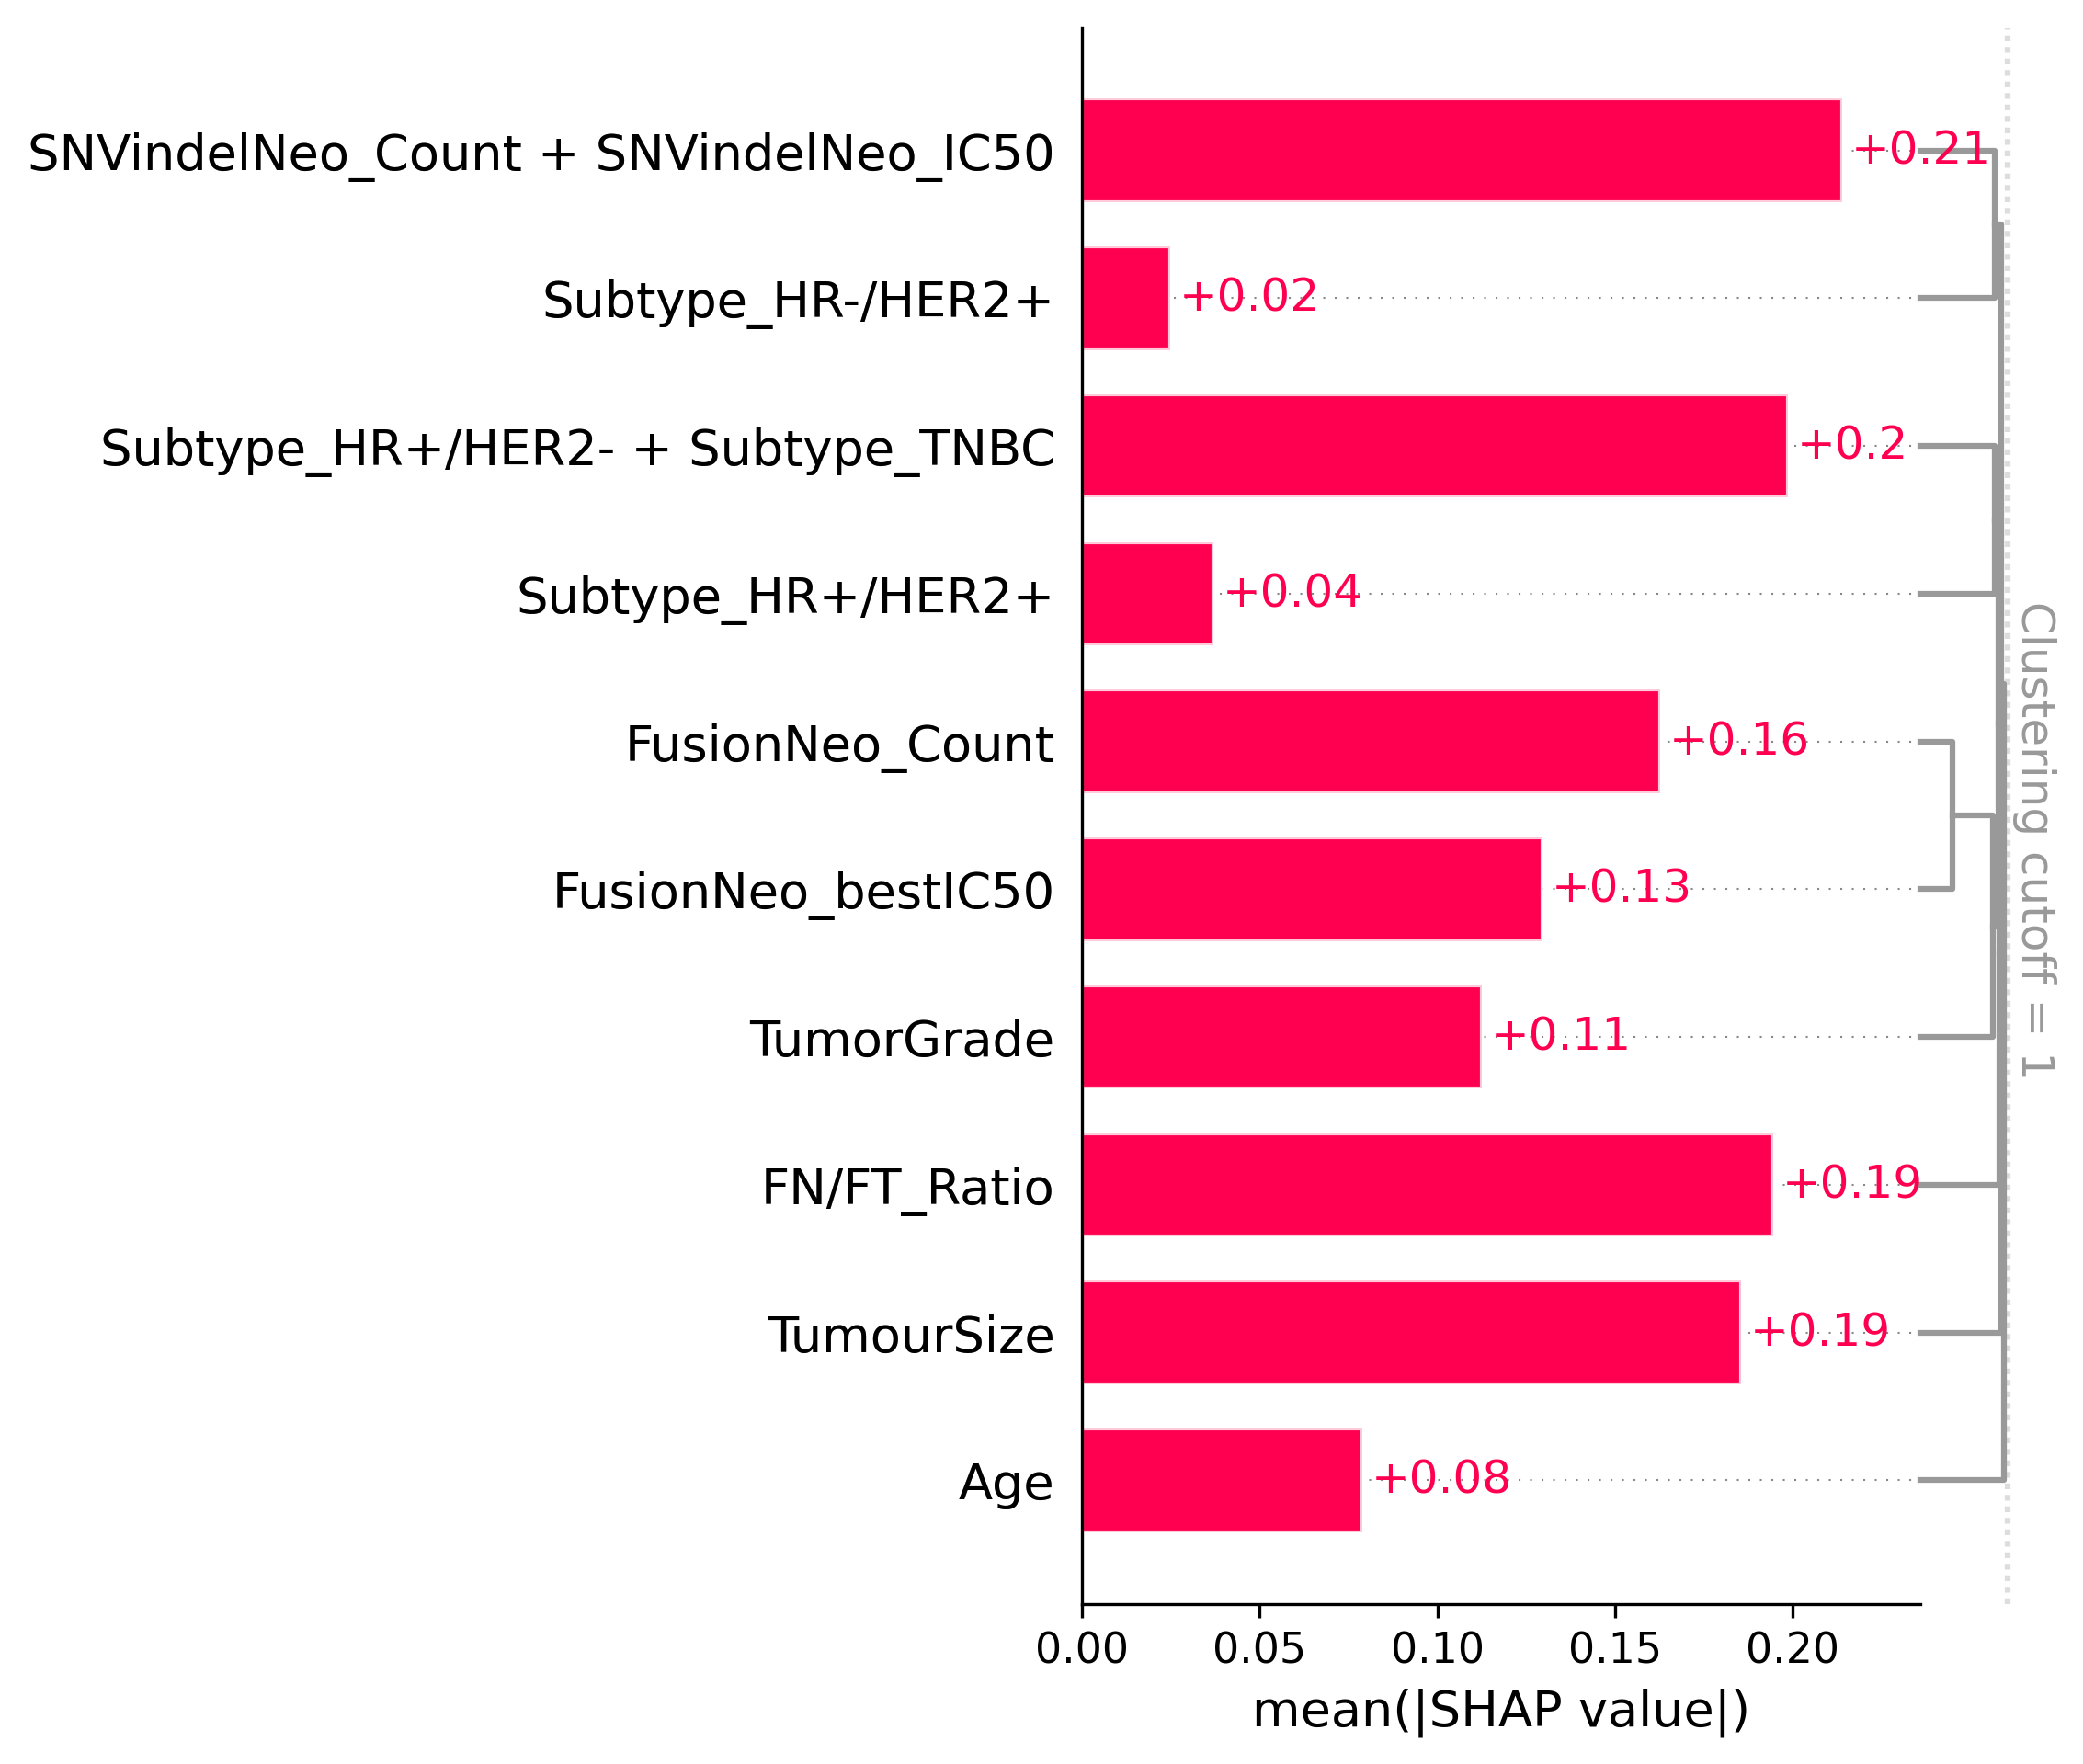 SNVindelNeo_Count + SNVindelNeo_IC50
+0.21
Subtype_HR-/HER2+
+0.02
Subtype_HR+/HER2- + Subtype_TNBC
+0.2
Subtype_HR+/HER2+
+0.04
FusionNeo_Count
+0.16
FusionNeo_bestIC50
+0.13
TumorGrade
+0.11
FN/FT_Ratio
+0.19
TumourSize
+0.19
Age
+0.08
Clustering cutoff = 1
0.00 0.05 0.10 0.15 0.20
mean(|SHAP value|)